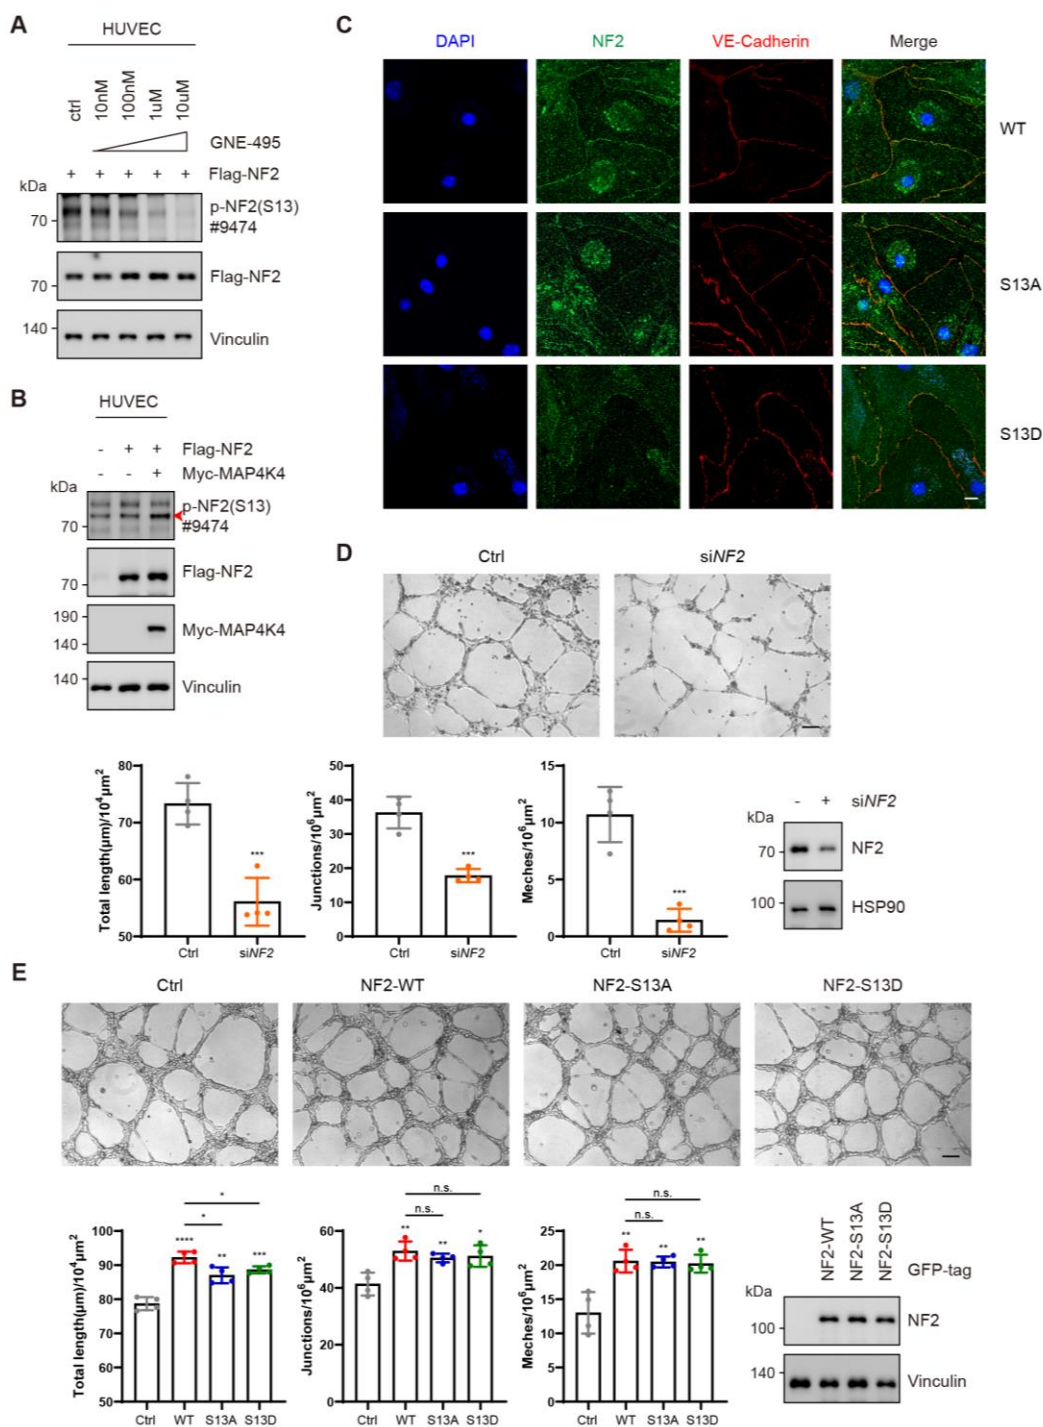 A
HUVEC
ctrl
10nM
100nM
1uM
10uM
GNE-495
+ + + + + Flag-NF2
kDa
p-NF2(S13)
70
#9474
70
Flag-NF2
140
Vinculin
B
HUVEC
- + + Flag-NF2
- - + Myc-MAP4K4
kDa
p-NF2(S13)
70
#9474
70
Flag-NF2
190
140
Myc-MAP4K4
140
Vinculin
C
DAPI NF2 VE-Cadherin Merge
WT
S13A
S13D
D
Ctrl siNF2
Total length(μm)/10⁴μm²
80
70
60
50
***
Ctrl siNF2
Junctions/10⁶μm²
50
40
30
20
10
0
***
Ctrl siNF2
Meches/10⁶μm²
15
10
5
0
***
Ctrl siNF2
- + siNF2
kDa
70
NF2
100
HSP90
E
Ctrl NF2-WT NF2-S13A NF2-S13D
Total length(μm)/10⁴μm²
100
90
80
70
60
50
*
*
**** ** ***
Ctrl WT S13A S13D
Junctions/10⁶μm²
60
40
20
0
n.s.
n.s.
** ** *
Ctrl WT S13A S13D
Meches/10⁶μm²
25
20
15
10
5
0
n.s.
n.s.
** ** **
Ctrl WT S13A S13D
NF2-WT
NF2-S13A
NF2-S13D
GFP-tag
kDa
100
NF2
140
Vinculin